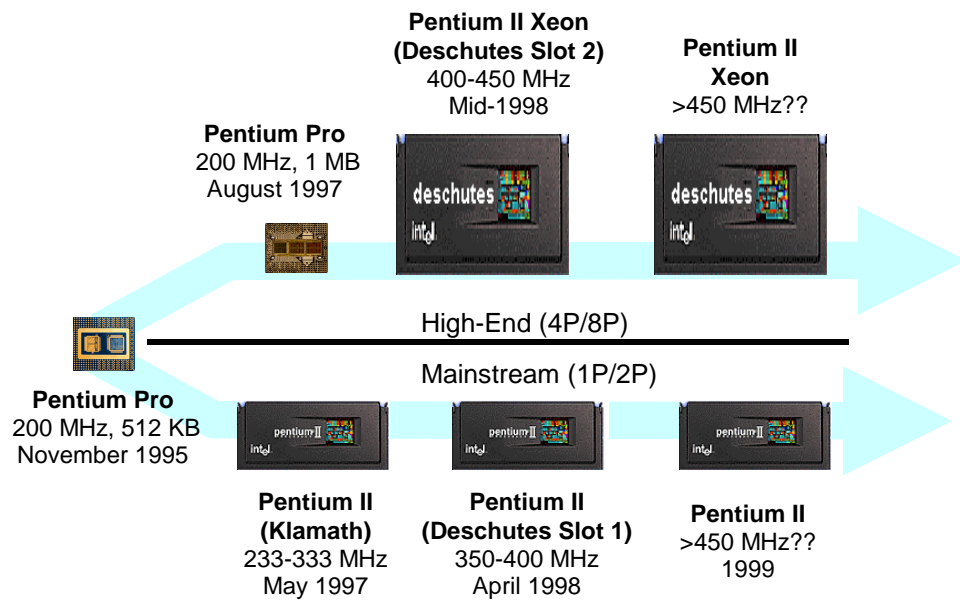 Pentium II Xeon
(Deschutes Slot 2)
400-450 MHz
Mid-1998
Pentium II
Xeon
>450 MHz??
Pentium Pro
200 MHz, 1 MB
August 1997
deschutes
intel.
deschutes
intel.
High-End (4P/8P)
Mainstream (1P/2P)
Pentium Pro
200 MHz, 512 KB
November 1995
pentium II
intel.
pentium II
intel.
pentium II
intel.
Pentium II
(Klamath)
233-333 MHz
May 1997
Pentium II
(Deschutes Slot 1)
350-400 MHz
April 1998
Pentium II
>450 MHz??
1999